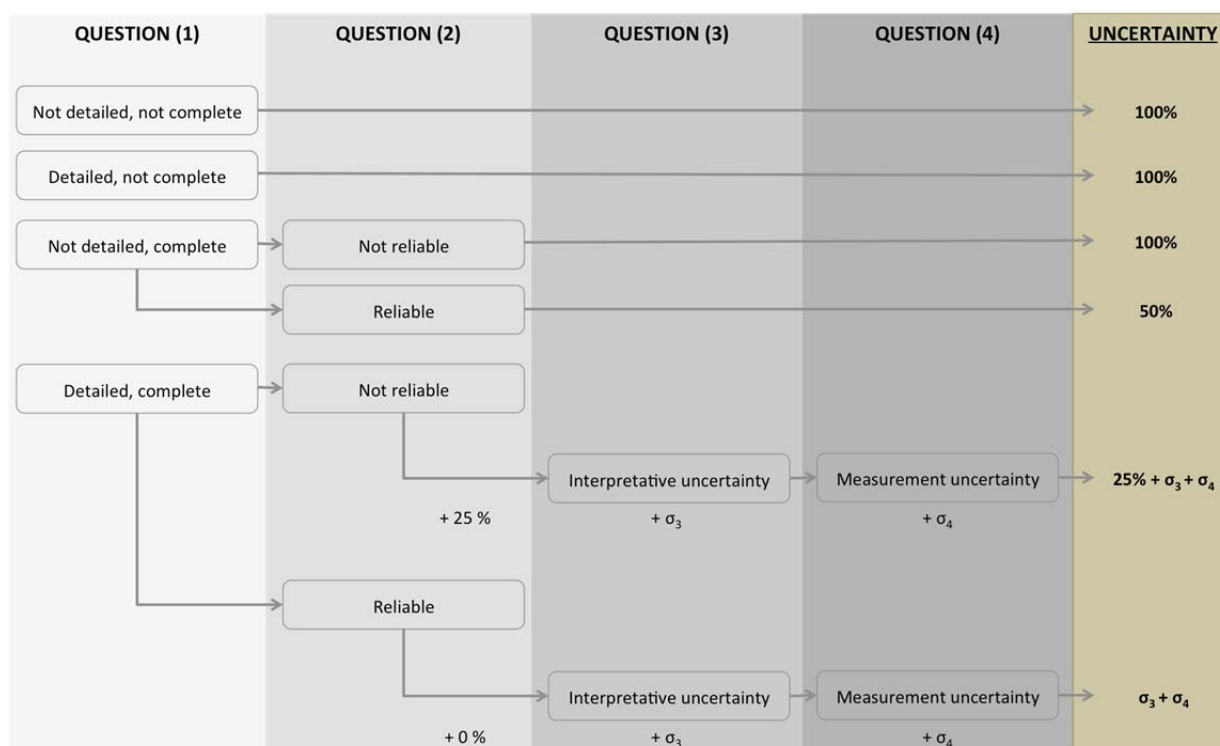 QUESTION (1) QUESTION (2) QUESTION (3) QUESTION (4) UNCERTAINTY
Not detailed, not complete 100%
Detailed, not complete 100%
Not detailed, complete Not reliable 100%
Reliable 50%
Detailed, complete Not reliable
Interpretative uncertainty Measurement uncertainty 25% + σ₃ + σ₄
+ 25 % + σ₃ + σ₄
Reliable
Interpretative uncertainty Measurement uncertainty σ₃ + σ₄
+ 0 % + σ₃ + σ₄